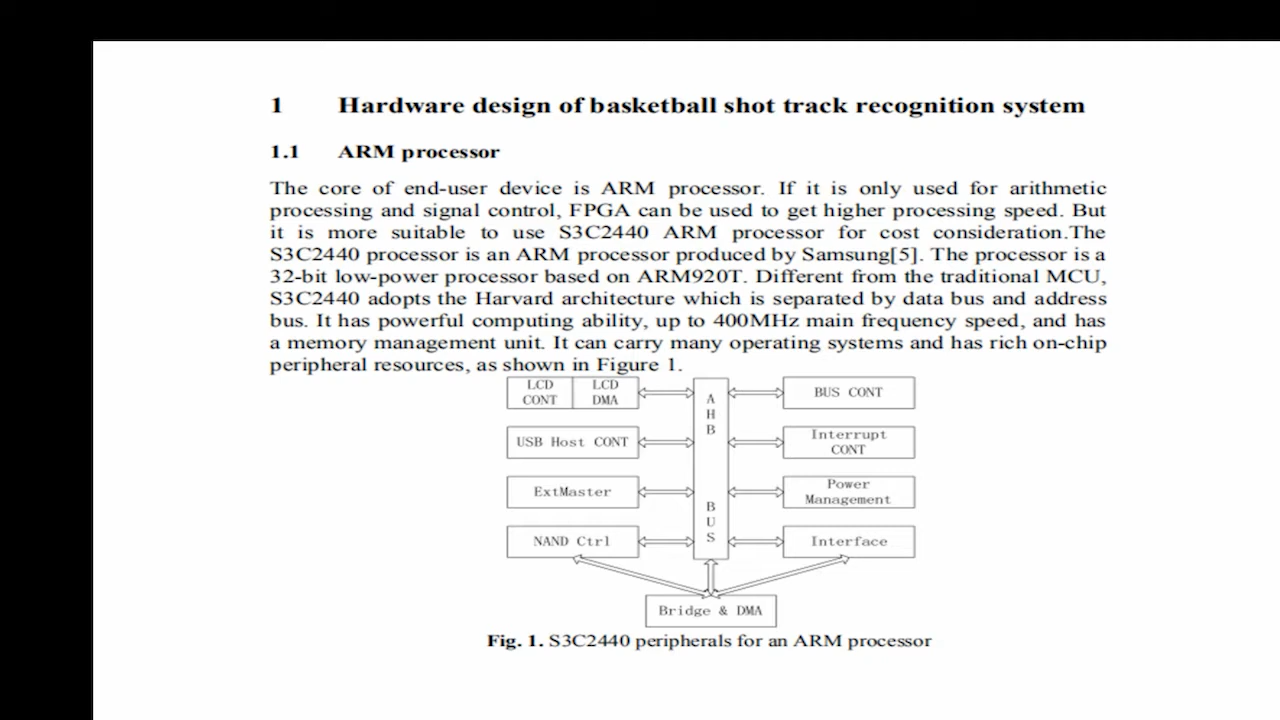 1 Hardware design of basketball shot track recognition system
1.1 ARM processor
The core of end-user device is ARM processor. If it is only used for arithmetic
processing and signal control, FPGA can be used to get higher processing speed. But
it is more suitable to use S3C2440 ARM processor for cost consideration.The
S3C2440 processor is an ARM processor produced by Samsung[5]. The processor is a
32-bit low-power processor based on ARM920T. Different from the traditional MCU,
S3C2440 adopts the Harvard architecture which is separated by data bus and address
bus. It has powerful computing ability, up to 400MHz main frequency speed, and has
a memory management unit. It can carry many operating systems and has rich on-chip
peripheral resources, as shown in Figure 1.
LCD
CONT
LCD
DMA
AHB BUS
BUS CONT
USB Host CONT
Interrupt
CONT
ExtMaster
Power
Management
NAND Ctrl
Interface
Bridge & DMA
Fig. 1. S3C2440 peripherals for an ARM processor